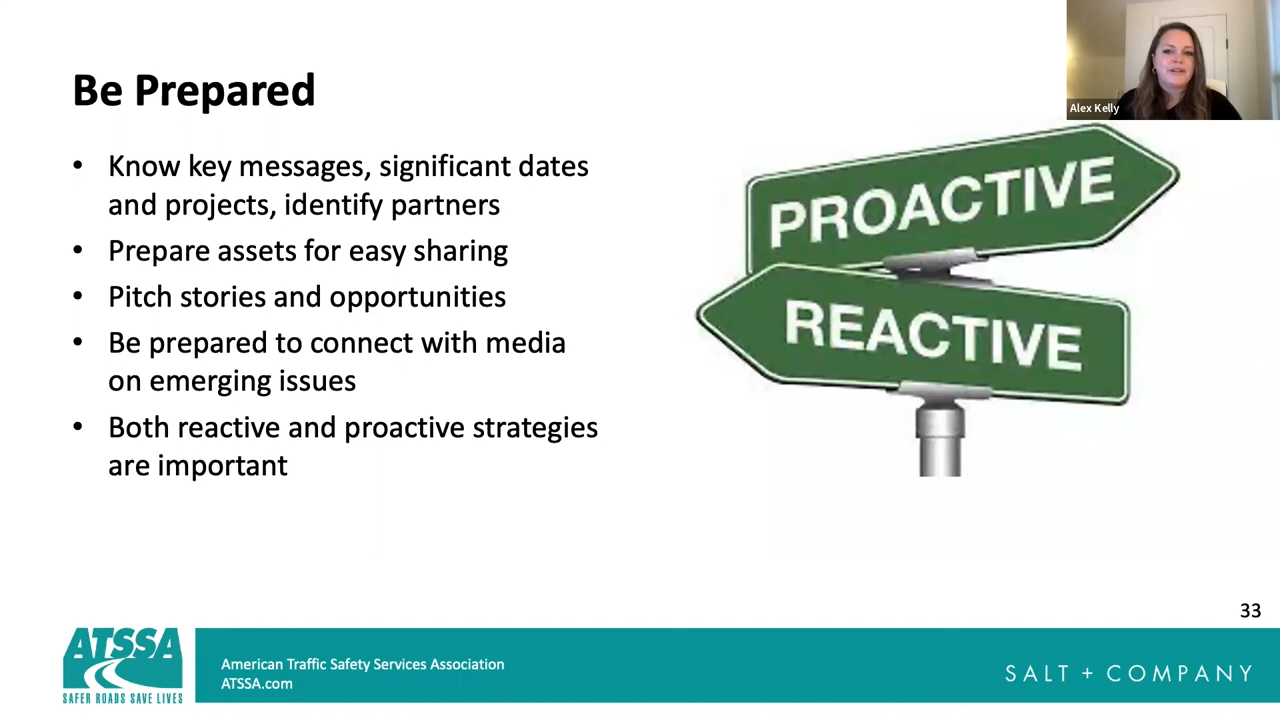 Be Prepared
Alex Kelly
• Know key messages, significant dates
and projects, identify partners
• Prepare assets for easy sharing
• Pitch stories and opportunities
• Be prepared to connect with media
on emerging issues
• Both reactive and proactive strategies
are important
PROACTIVE
REACTIVE
33
ATSSA
SAFER ROADS SAVE LIVES
American Traffic Safety Services Association
ATSSA.com
SALT + COMPANY